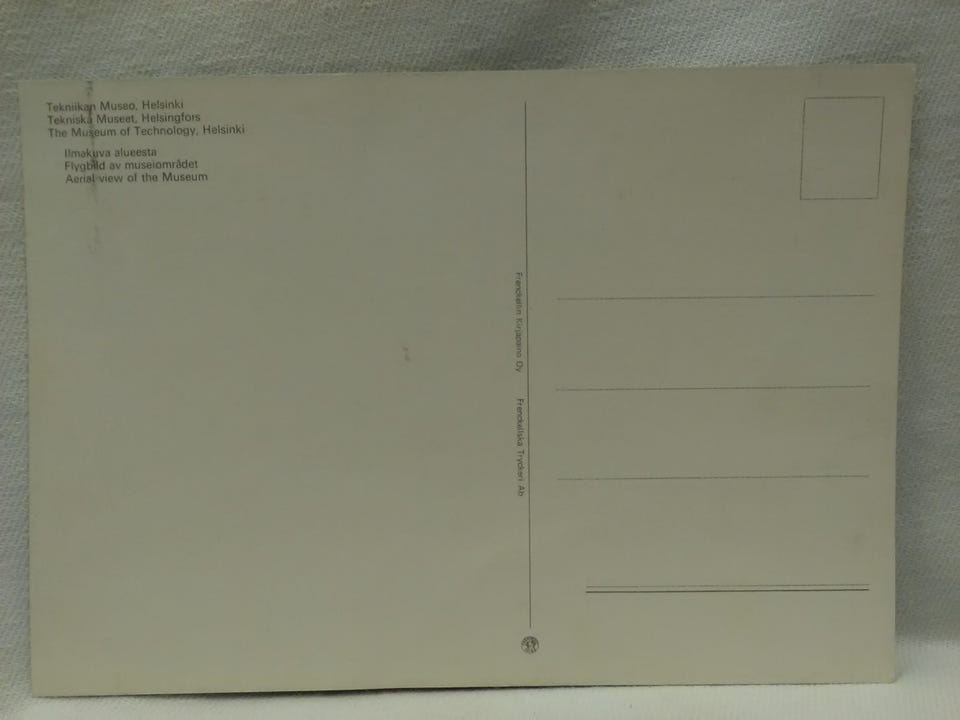 Tekniikan Museo, Helsinki
Tekniska Museet, Helsingfors
The Museum of Technology, Helsinki
Ilmakuva alueesta
Flygbild av museiområdet
Aerial view of the Museum
Frenckellin Kirjapaino Oy Frenckellska Tryckeri Ab